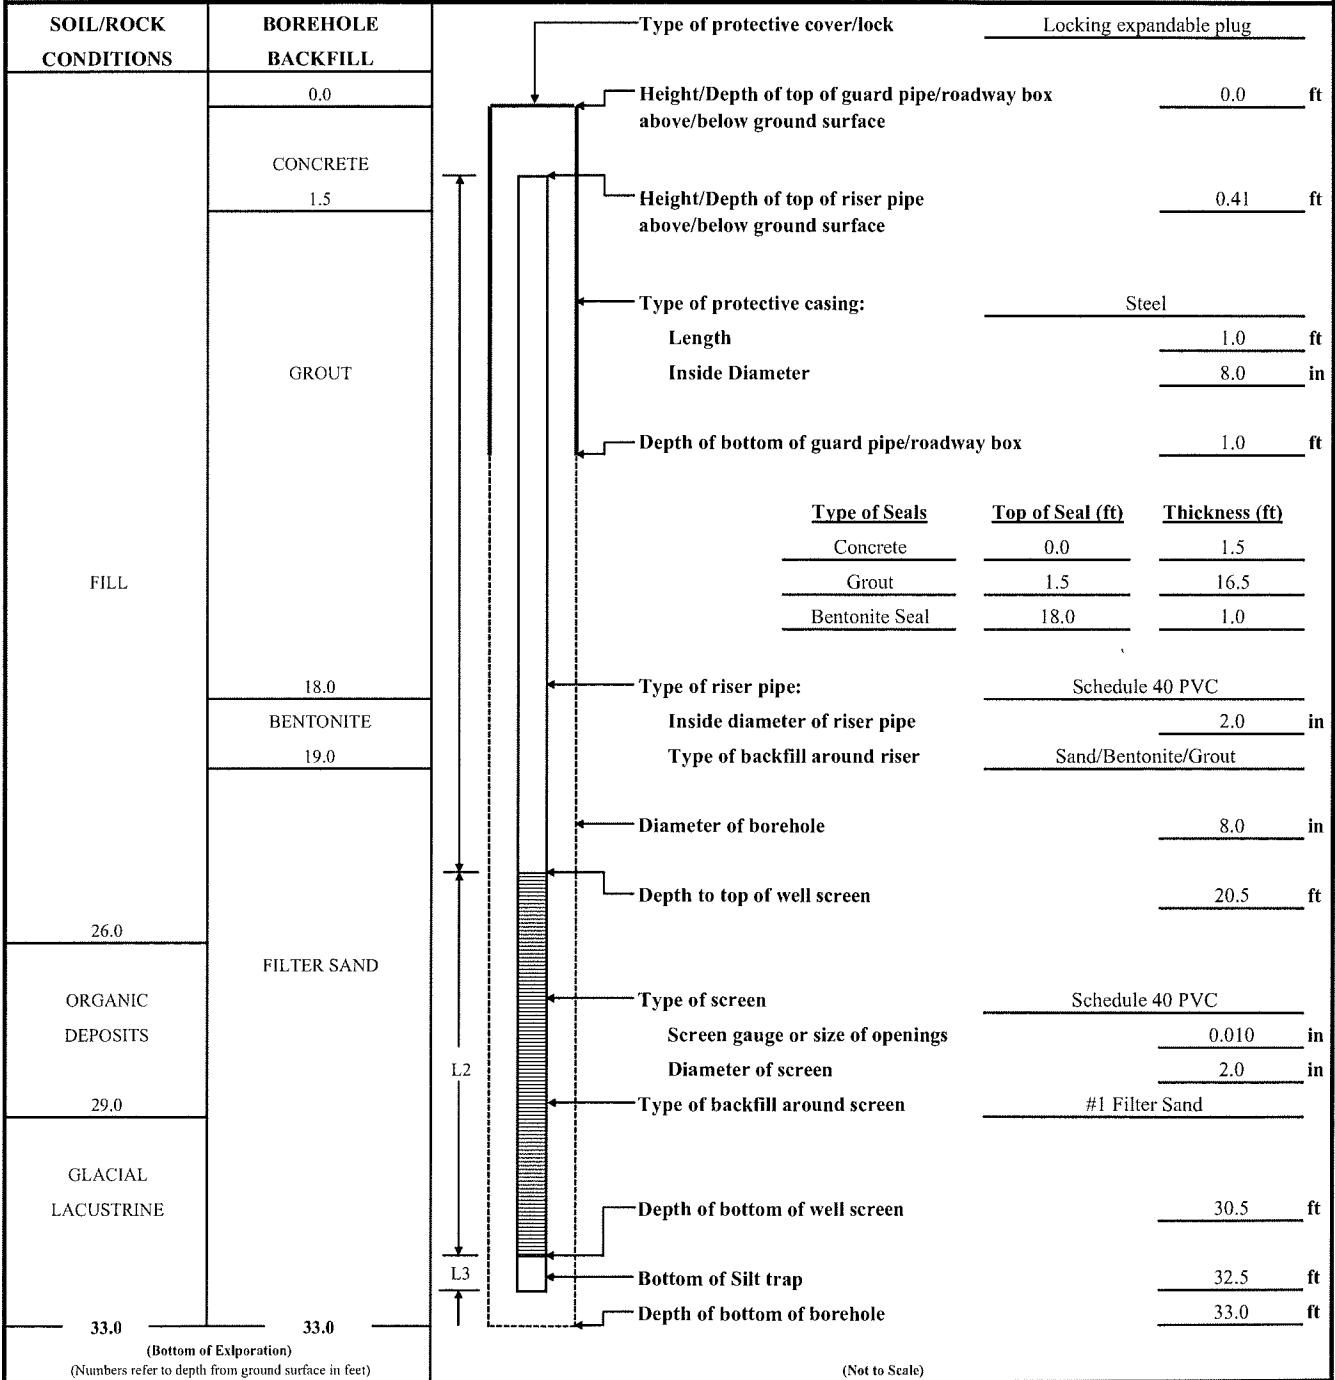 SOIL/ROCK
CONDITIONS
BOREHOLE
BACKFILL
0.0
CONCRETE
1.5
GROUT
FILL
18.0
BENTONITE
19.0
26.0
FILTER SAND
ORGANIC
DEPOSITS
29.0
GLACIAL
LACUSTRINE
33.0
33.0
(Bottom of Exlporation)
(Numbers refer to depth from ground surface in feet)
L2
L3
Type of protective cover/lock Locking expandable plug
Height/Depth of top of guard pipe/roadway box 0.0 ft
above/below ground surface
Height/Depth of top of riser pipe 0.41 ft
above/below ground surface
Type of protective casing: Steel
Length 1.0 ft
Inside Diameter 8.0 in
Depth of bottom of guard pipe/roadway box 1.0 ft
Type of Seals Top of Seal (ft) Thickness (ft)
Concrete 0.0 1.5
Grout 1.5 16.5
Bentonite Seal 18.0 1.0
Type of riser pipe: Schedule 40 PVC
Inside diameter of riser pipe 2.0 in
Type of backfill around riser Sand/Bentonite/Grout
Diameter of borehole 8.0 in
Depth to top of well screen 20.5 ft
Type of screen Schedule 40 PVC
Screen gauge or size of openings 0.010 in
Diameter of screen 2.0 in
Type of backfill around screen #1 Filter Sand
Depth of bottom of well screen 30.5 ft
Bottom of Silt trap 32.5 ft
Depth of bottom of borehole 33.0 ft
(Not to Scale)